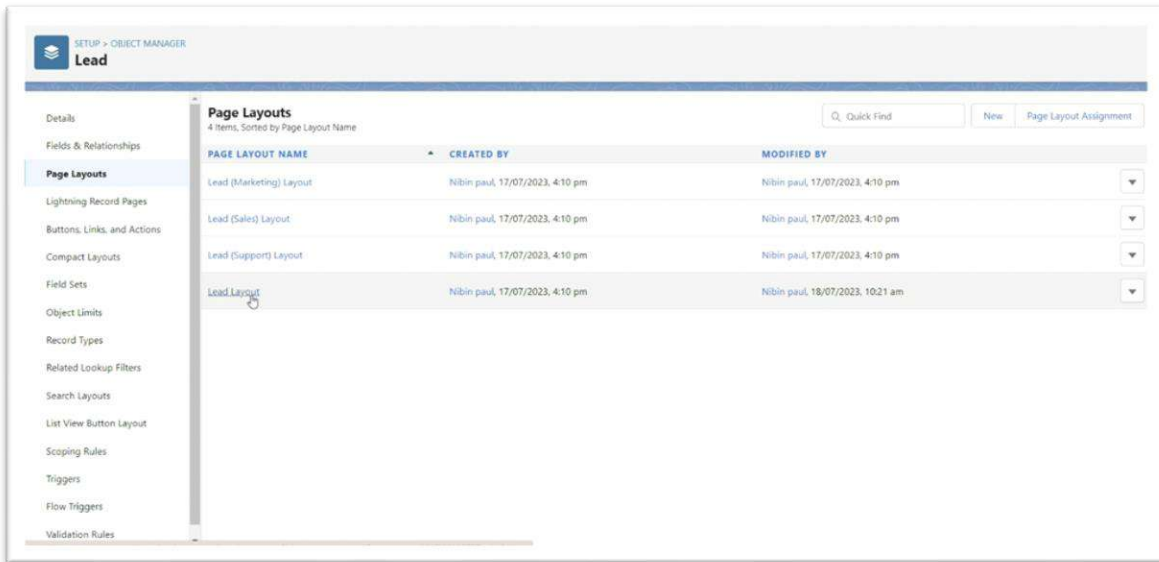 SETUP > OBJECT MANAGER
Lead
Details
Fields & Relationships
Page Layouts
Lightning Record Pages
Buttons, Links, and Actions
Compact Layouts
Field Sets
Object Limits
Record Types
Related Lookup Filters
Search Layouts
List View Button Layout
Scoping Rules
Triggers
Flow Triggers
Validation Rules
Page Layouts
4 Items, Sorted by Page Layout Name
Quick Find
New
Page Layout Assignment
PAGE LAYOUT NAME CREATED BY MODIFIED BY
Lead (Marketing) Layout Nibin paul, 17/07/2023, 4:10 pm Nibin paul, 17/07/2023, 4:10 pm
Lead (Sales) Layout Nibin paul, 17/07/2023, 4:10 pm Nibin paul, 17/07/2023, 4:10 pm
Lead (Support) Layout Nibin paul, 17/07/2023, 4:10 pm Nibin paul, 17/07/2023, 4:10 pm
Lead Layout Nibin paul, 17/07/2023, 4:10 pm Nibin paul, 18/07/2023, 10:21 am